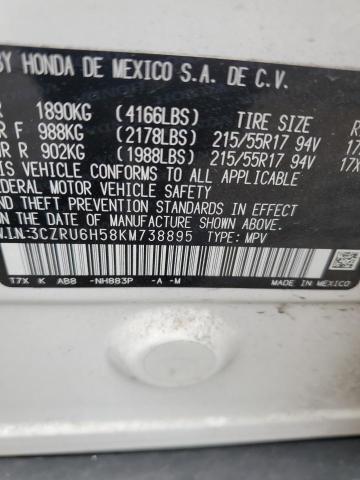 BY HONDA DE MEXICO S.A. DE C.V.
R 1890KG (4166LBS) TIRE SIZE
R F 988KG (2178LBS) 215/55R17 94V 17
R R 902KG (1988LBS) 215/55R17 94V 17X
THIS VEHICLE CONFORMS TO ALL APPLICABLE
FEDERAL MOTOR VEHICLE SAFETY
AND THEFT PREVENTION STANDARDS IN EFFECT
ON THE DATE OF MANUFACTURE SHOWN ABOVE.
V.I.N:3CZRU6H58KM738895 TYPE: MPV
17X K AB8 -NH883P -A -M
MADE IN MEXICO